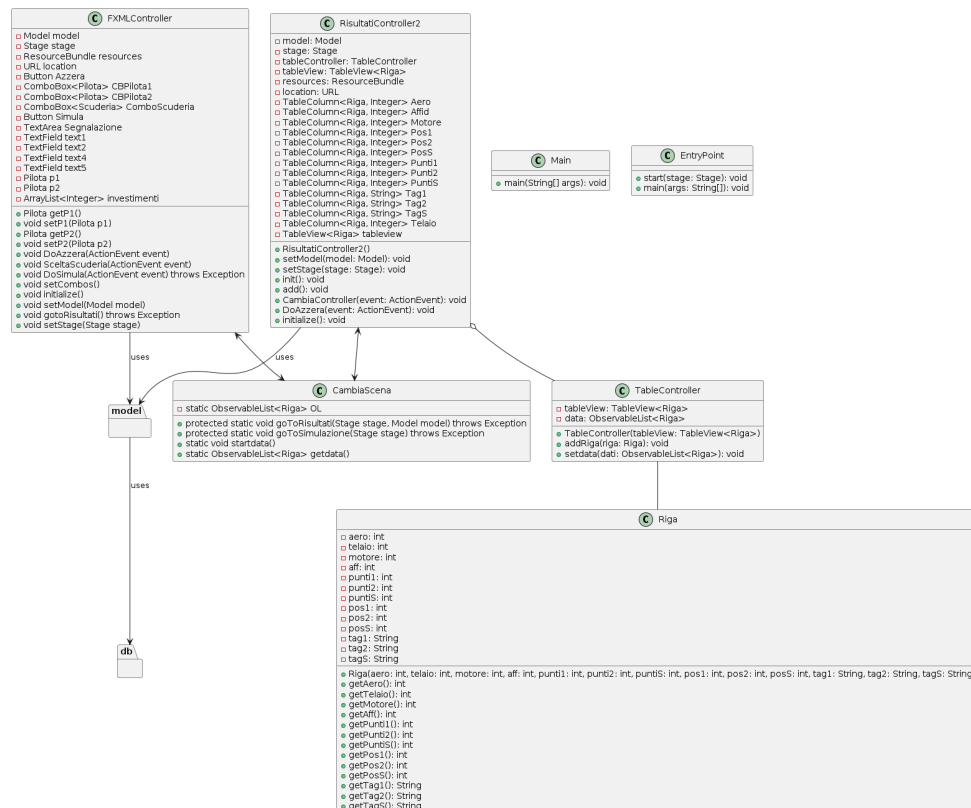 C FXMLController
Model model
Stage stage
ResourceBundle resources
URL location
Button Azzera
ComboBox<Pilota> CBPilota1
ComboBox<Pilota> CBPilota2
ComboBox<Scuderia> ComboScuderia
Button Simula
TextArea Segnalazione
TextField text1
TextField text2
TextField text4
TextField text5
Pilota p1
Pilota p2
ArrayList<Integer> investimenti
Pilota getP1()
void setP1(Pilota p1)
Pilota getP2()
void setP2(Pilota p2)
void DoAzzera(ActionEvent event)
void SceltaScuderia(ActionEvent event)
void DoSimula(ActionEvent event) throws Exception
void setCombos()
void initialize()
void setModel(Model model)
void gotoRisultati() throws Exception
void setStage(Stage stage)
C RisultatiController2
model: Model
stage: Stage
tableController: TableController
tableView: TableView<Riga>
resources: ResourceBundle
location: URL
TableColumn<Riga, Integer> Aero
TableColumn<Riga, Integer> Affid
TableColumn<Riga, Integer> Motore
TableColumn<Riga, Integer> Pos1
TableColumn<Riga, Integer> Pos2
TableColumn<Riga, Integer> PosS
TableColumn<Riga, Integer> Punti1
TableColumn<Riga, Integer> Punti2
TableColumn<Riga, Integer> PuntiS
TableColumn<Riga, String> Tag1
TableColumn<Riga, String> Tag2
TableColumn<Riga, String> TagS
TableColumn<Riga, Integer> Telaio
TableView<Riga> tableview
RisultatiController2()
setModel(model: Model): void
setStage(stage: Stage): void
init(): void
add(): void
CambiaController(event: ActionEvent): void
DoAzzera(event: ActionEvent): void
initialize(): void
C Main
main(String[] args): void
C EntryPoint
start(stage: Stage): void
main(args: String[]): void
uses
uses
model
C CambiaScena
static ObservableList<Riga> OL
protected static void goToRisultati(Stage stage, Model model) throws Exception
protected static void goToSimulazione(Stage stage) throws Exception
static void startdata()
static ObservableList<Riga> getdata()
C TableController
tableView: TableView<Riga>
data: ObservableList<Riga>
TableController(tableView: TableView<Riga>)
addRiga(riga: Riga): void
setdata(dati: ObservableList<Riga>): void
uses
db
C Riga
aero: int
telaio: int
motore: int
aff: int
punti1: int
punti2: int
puntiS: int
pos1: int
pos2: int
posS: int
tag1: String
tag2: String
tagS: String
Riga(aero: int, telaio: int, motore: int, aff: int, punti1: int, punti2: int, puntiS: int, pos1: int, pos2: int, posS: int, tag1: String, tag2: String, tagS: String
getAero(): int
getTelaio(): int
getMotore(): int
getAff(): int
getPunti1(): int
getPunti2(): int
getPuntiS(): int
getPos1(): int
getPos2(): int
getPosS(): int
getTag1(): String
getTag2(): String
getTagS(): String